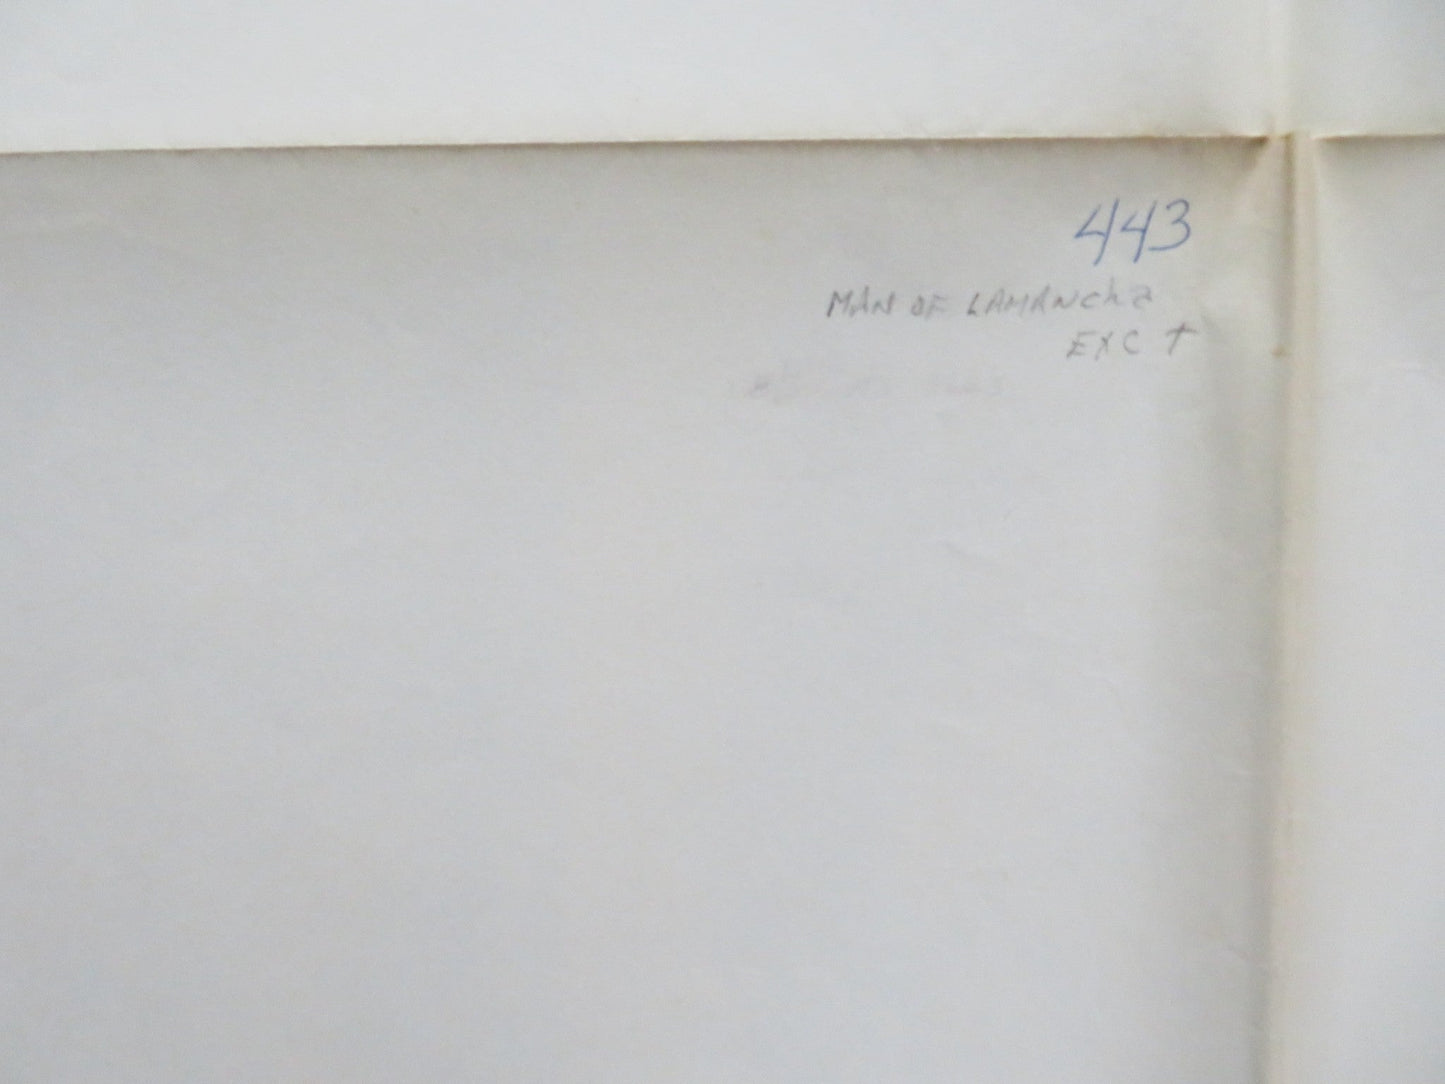 443
MAN OF LAMANCha
EXC +